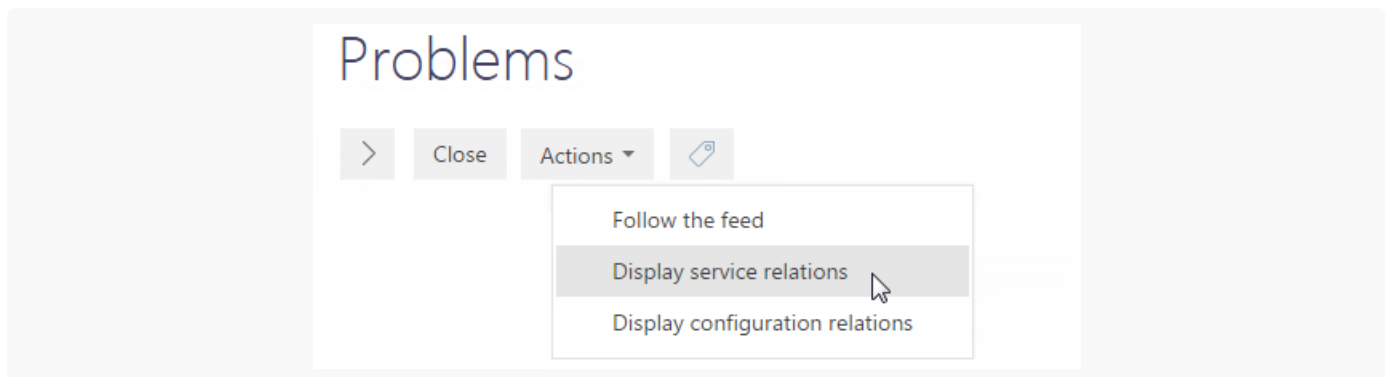 Problems
Close Actions
Follow the feed
Display service relations
Display configuration relations